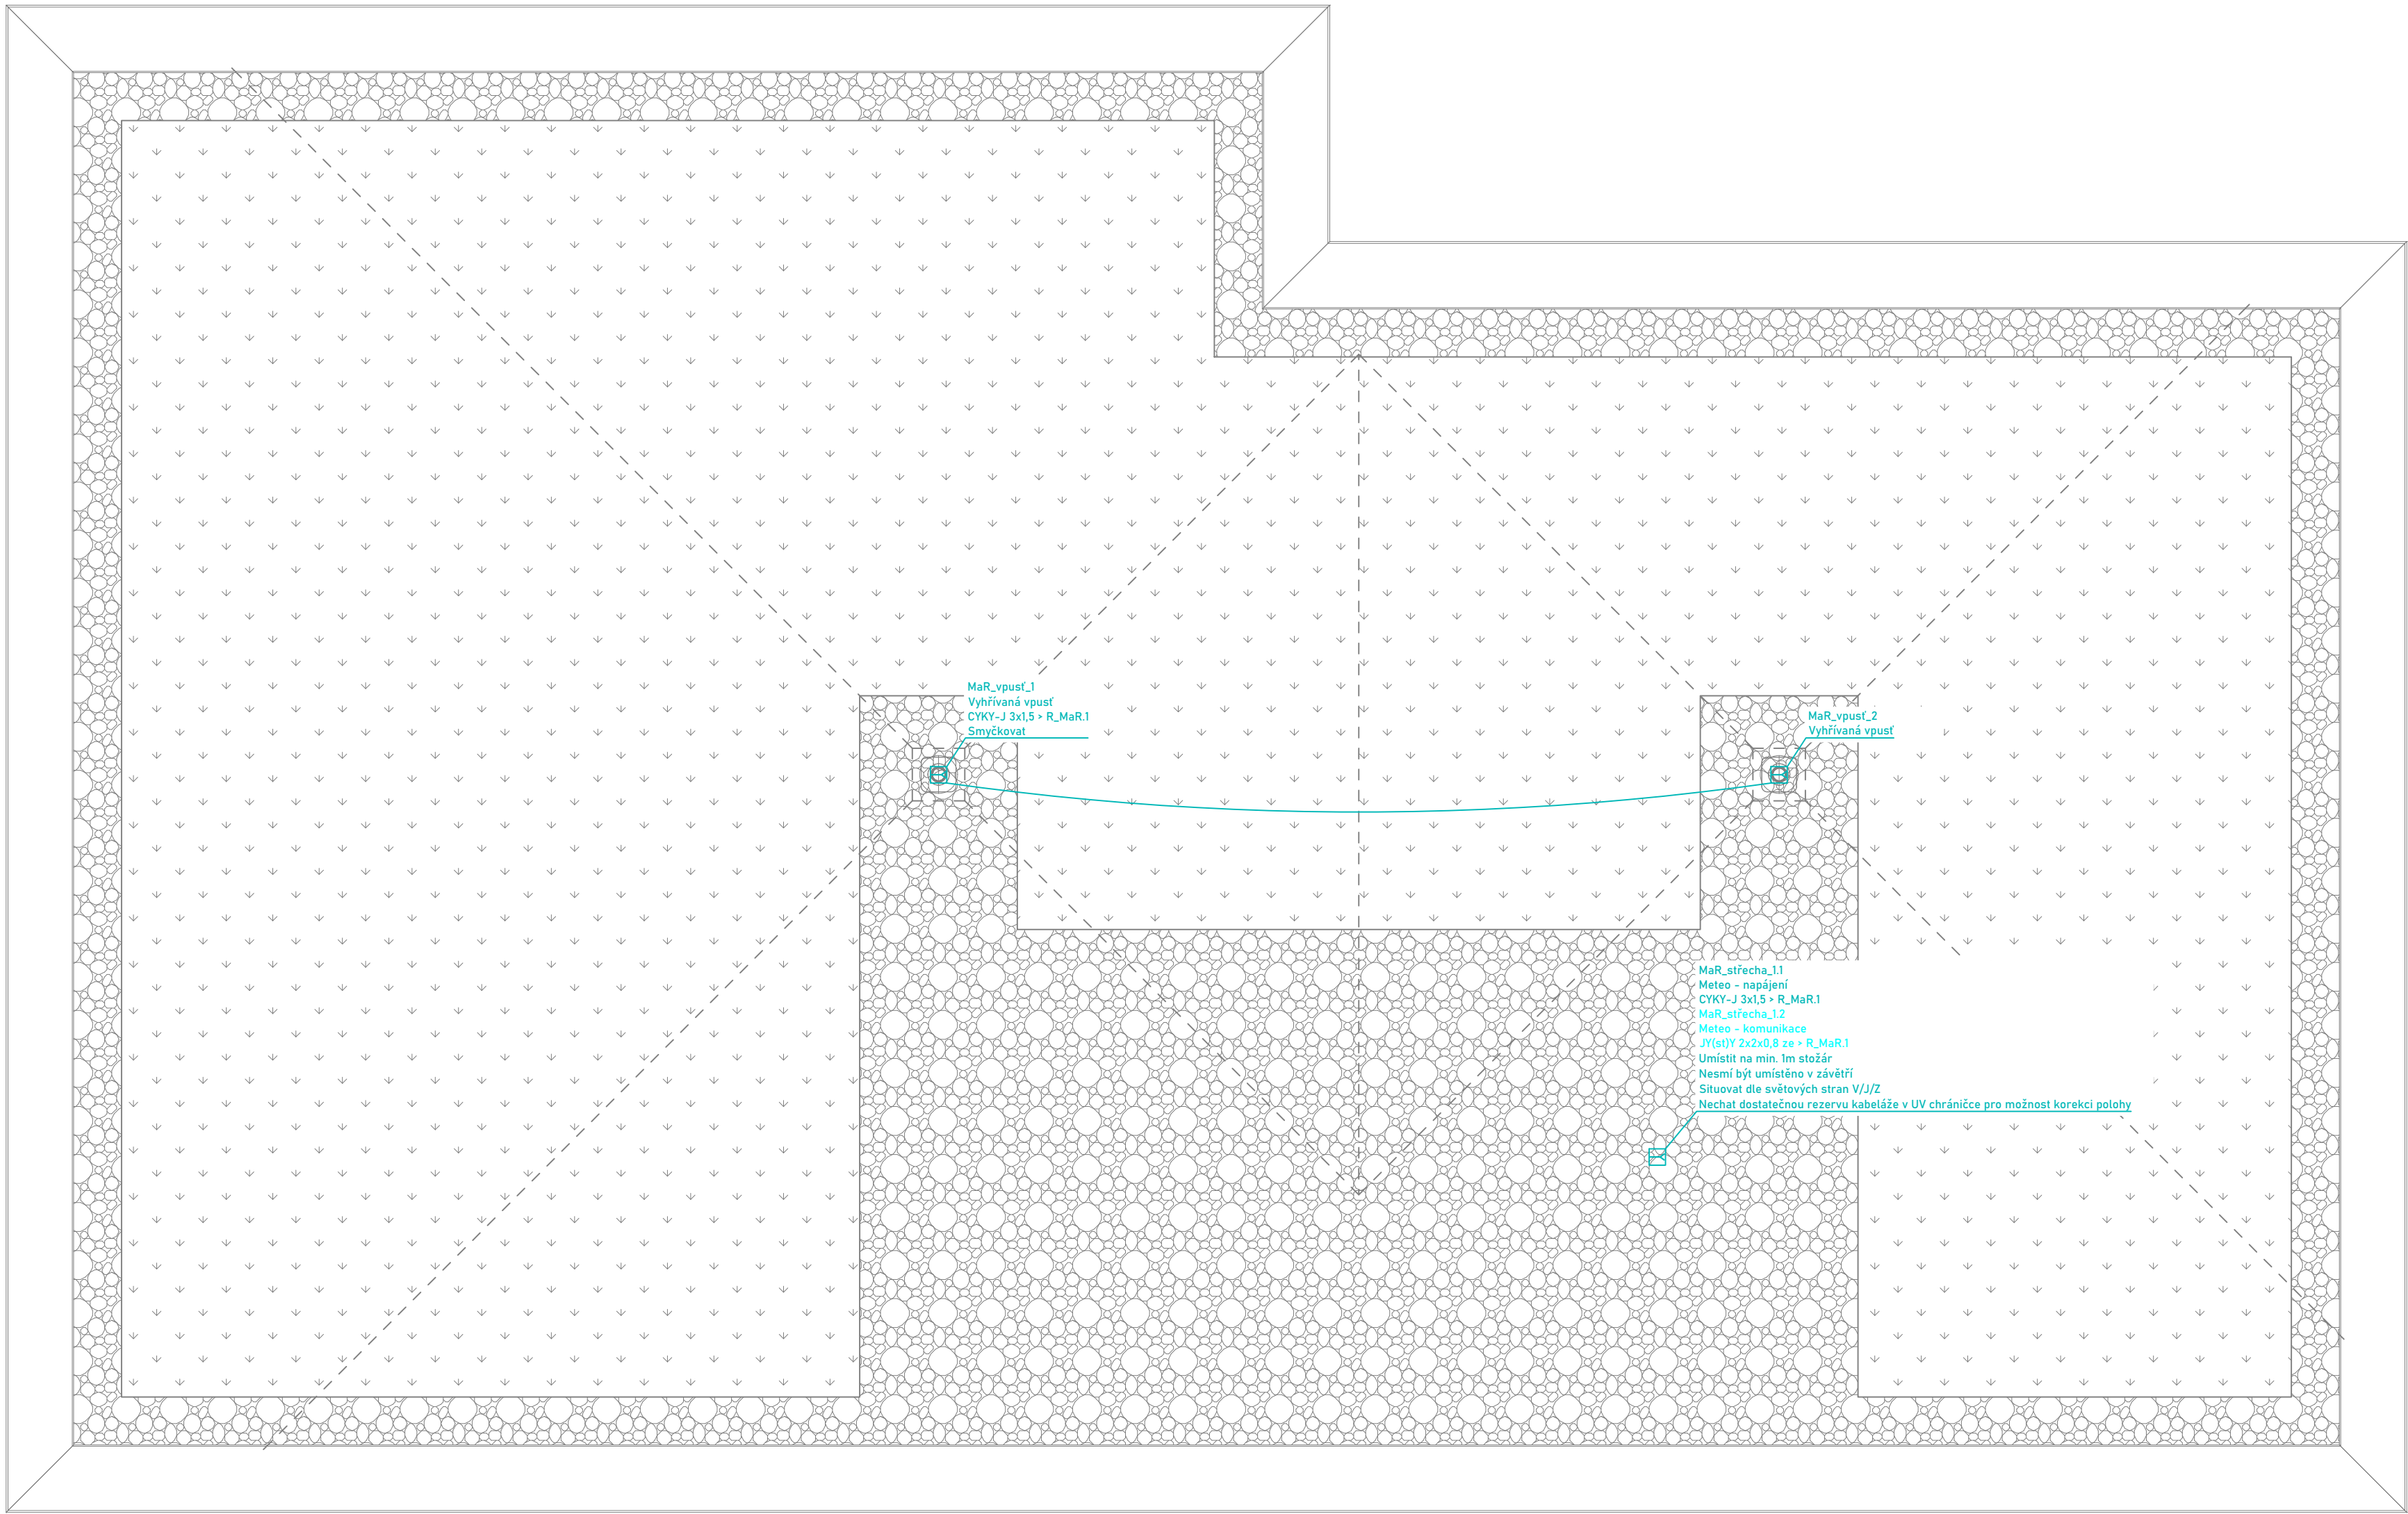 MaR_vpusť_1
Vyhřívaná vpusť
CYKY-J 3x1,5 > R_MaR.1
Smyčkovat
MaR_vpusť_2
Vyhřívaná vpusť
MaR_střecha_1.1
Meteo - napájení
CYKY-J 3x1,5 > R_MaR.1
MaR_střecha_1.2
Meteo - komunikace
JY(st)Y 2x2x0,8 ze > R_MaR.1
Umístit na min. 1m stožár
Nesmí být umístěno v závětří
Situovat dle světových stran V/J/Z
Nechat dostatečnou rezervu kabeláže v UV chráničce pro možnost korekci polohy